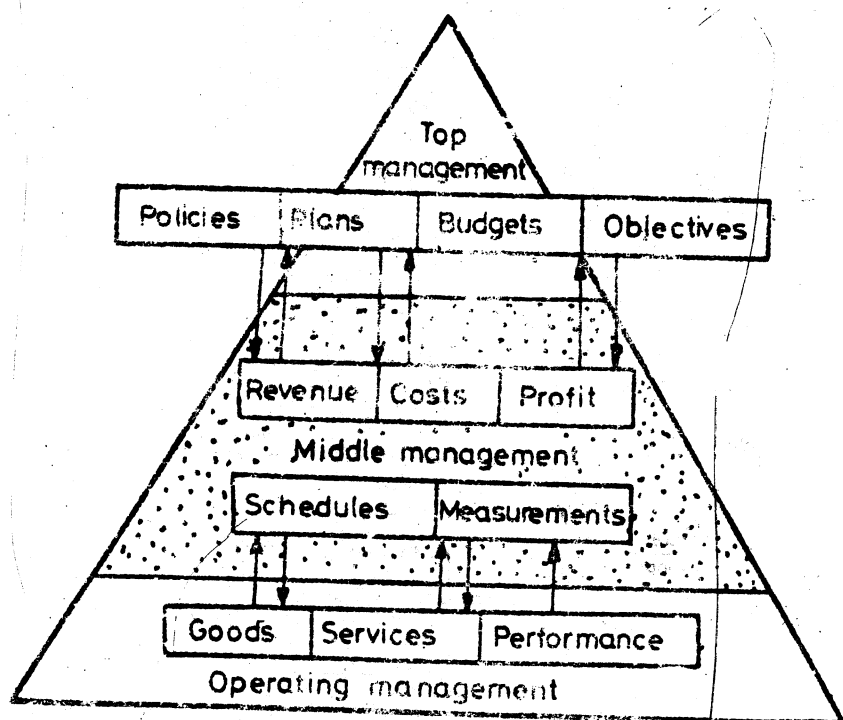 Top
management
Policies Plans Budgets Objectives
Revenue Costs Profit
Middle management
Schedules Measurements
Goods Services Performance
Operating management